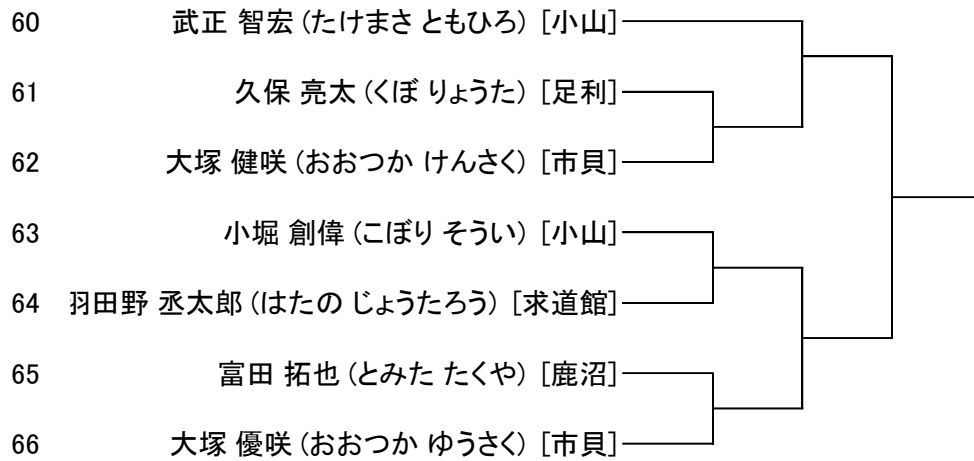 60 武正 智宏 (たけまさ ともひろ) [小山]
61 久保 亮太 (くぼ りょうた) [足利]
62 大塚 健咲 (おおつか けんさく) [市貝]
63 小堀 創偉 (こぼり そうい) [小山]
64 羽田野 丞太郎 (はたの じょうたろう) [求道館]
65 富田 拓也 (とみた たくや) [鹿沼]
66 大塚 優咲 (おおつか ゆうさく) [市貝]